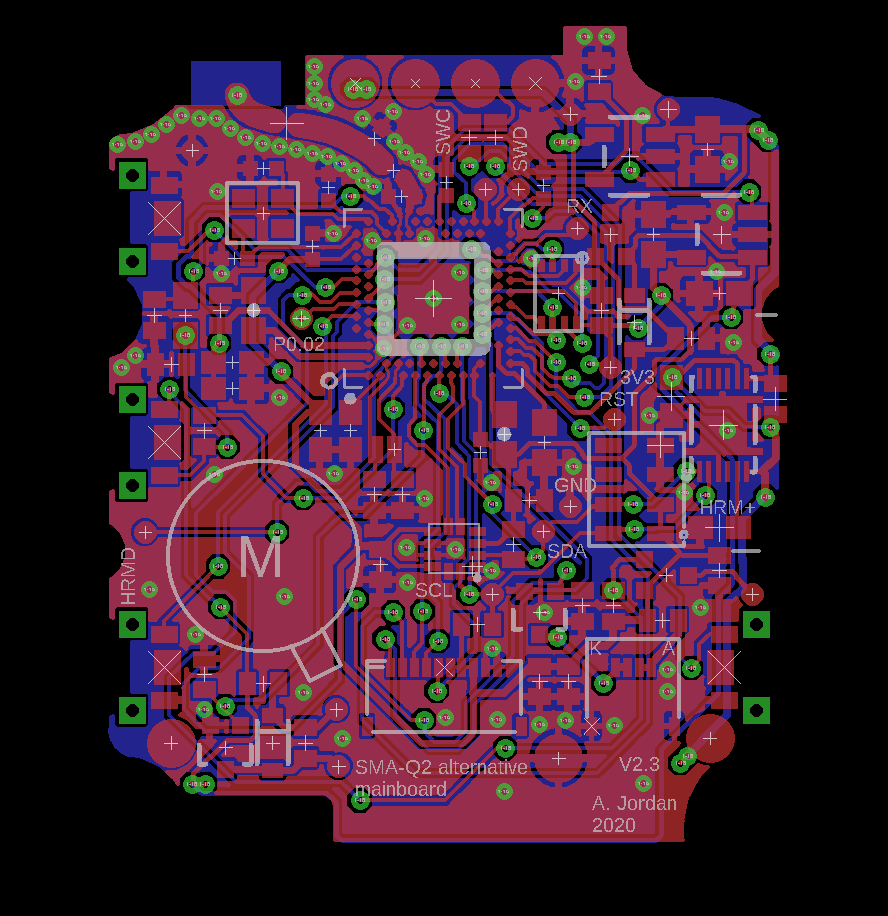 SWC
SWD
RX
P0.02
3V3
RST
GND
HRM+
SDA
M
HRMD
SCL
K
A
V2.3
SMA-Q2 alternative
mainboard
A. Jordan
2020